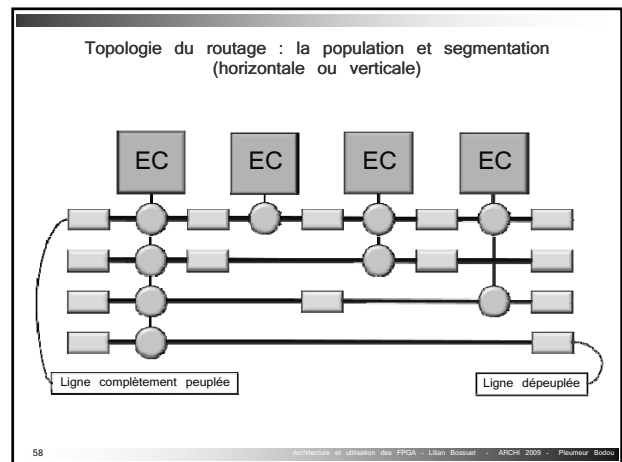 Topologie du routage : la population et segmentation
(horizontale ou verticale)
EC EC EC EC
Ligne complètement peuplée
Ligne dépeuplée
58
Architecture et utilisation des FPGA - Lilian Bossuet - ARCHI 2009 - Pleumeur Bodou